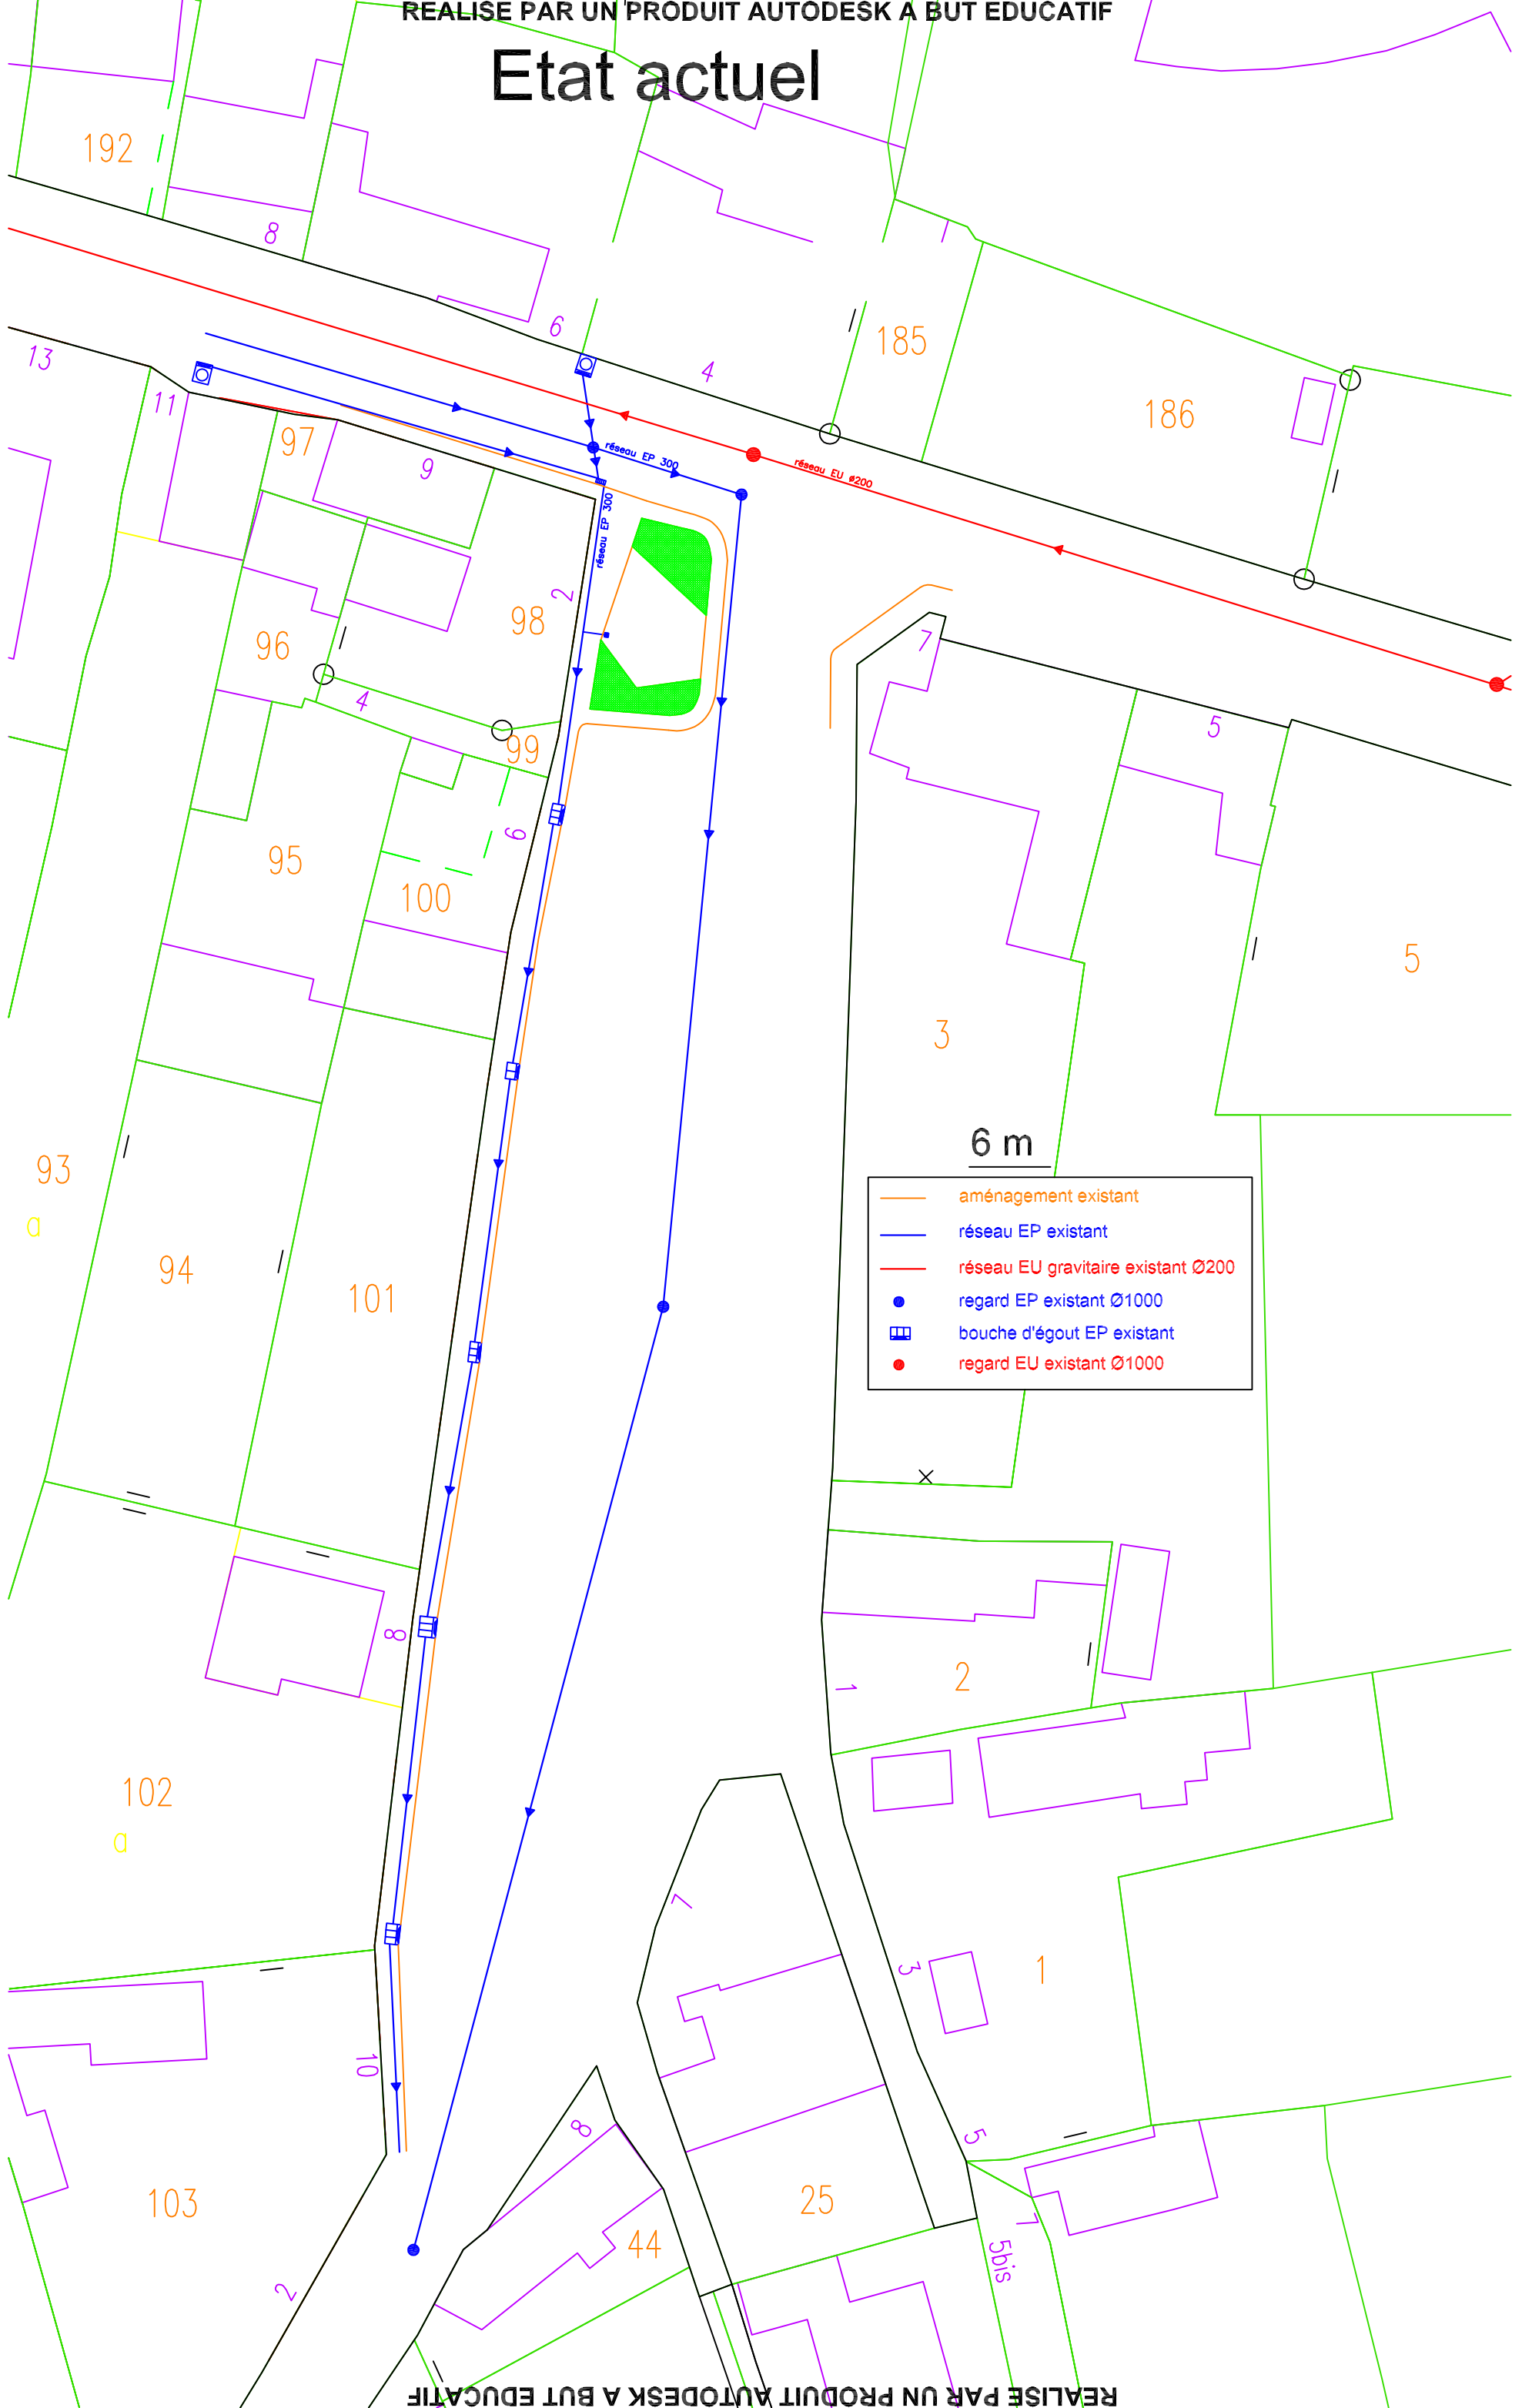 REALISE PAR UN PRODUIT AUTODESK A BUT EDUCATIF
Etat actuel
192
8
6
4
185
186
13
11
97
9
réseau EP 300
réseau EU ø200
réseau EP 300
2
98
96
4
99
7
5
6
95
100
5
3
93
a
94
101
6 m
aménagement existant
réseau EP existant
réseau EU gravitaire existant Ø200
regard EP existant Ø1000
bouche d'égout EP existant
regard EU existant Ø1000
8
2
1
102
a
7
3
1
10
8
5
103
25
44
7
5bis
2
REALISE PAR UN PRODUIT AUTODESK A BUT EDUCATIF